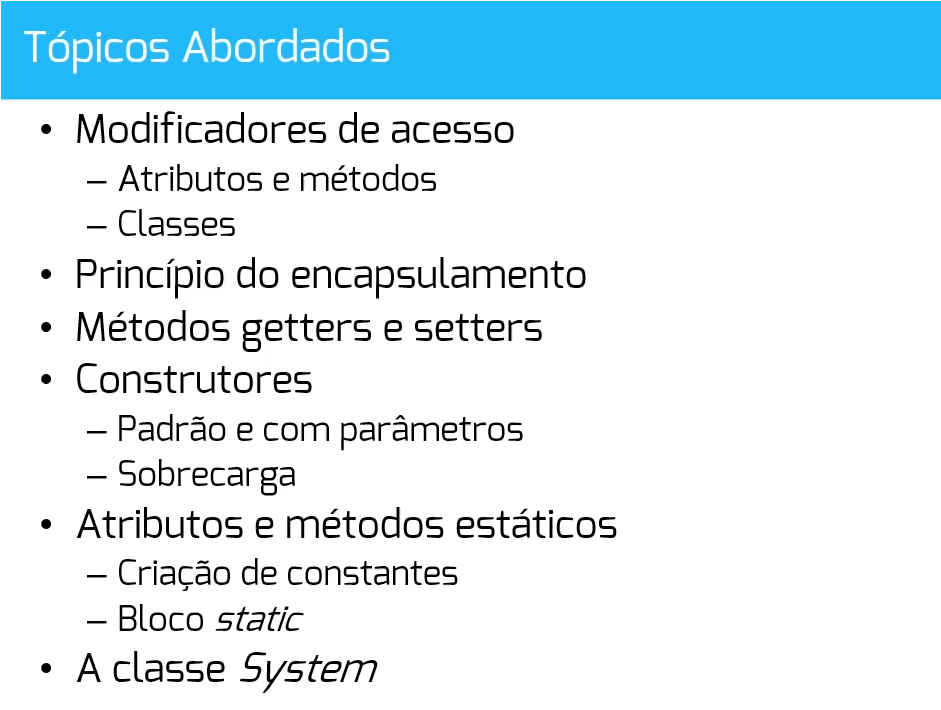 Tópicos Abordados
• Modificadores de acesso
– Atributos e métodos
– Classes
• Princípio do encapsulamento
• Métodos getters e setters
• Construtores
– Padrão e com parâmetros
– Sobrecarga
• Atributos e métodos estáticos
– Criação de constantes
– Bloco static
• A classe System